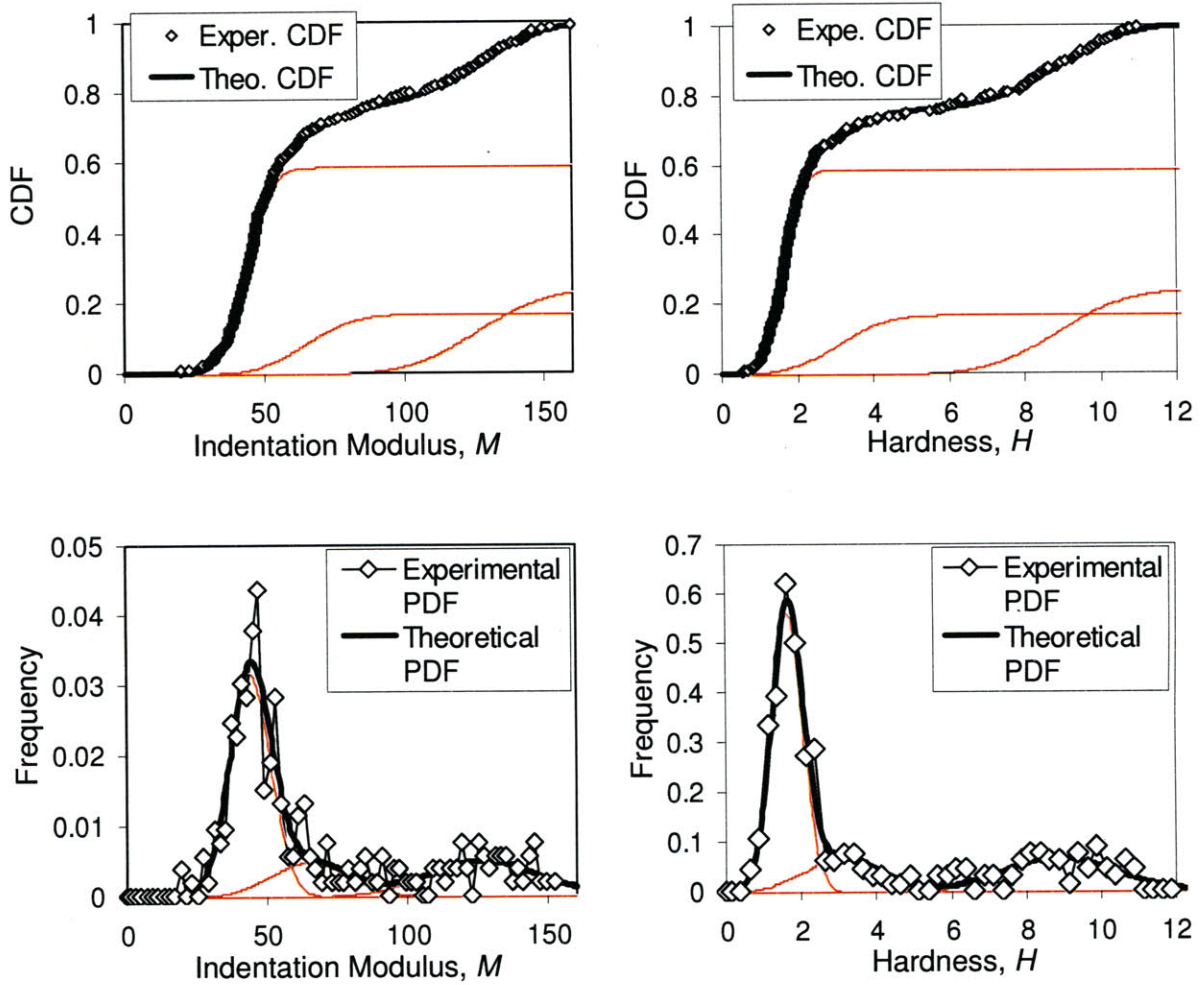 1
0.8
0.6
0.4
0.2
0
CDF
Exper. CDF
Theo. CDF
0 50 100 150
Indentation Modulus, M
1
0.8
0.6
0.4
0.2
0
CDF
Expe. CDF
Theo. CDF
0 2 4 6 8 10 12
Hardness, H
0.05
0.04
0.03
0.02
0.01
0
Frequency
Experimental
PDF
Theoretical
PDF
0 50 100 150
Indentation Modulus, M
0.7
0.6
0.5
0.4
0.3
0.2
0.1
0
Frequency
Experimental
PDF
Theoretical
PDF
0 2 4 6 8 10 12
Hardness, H